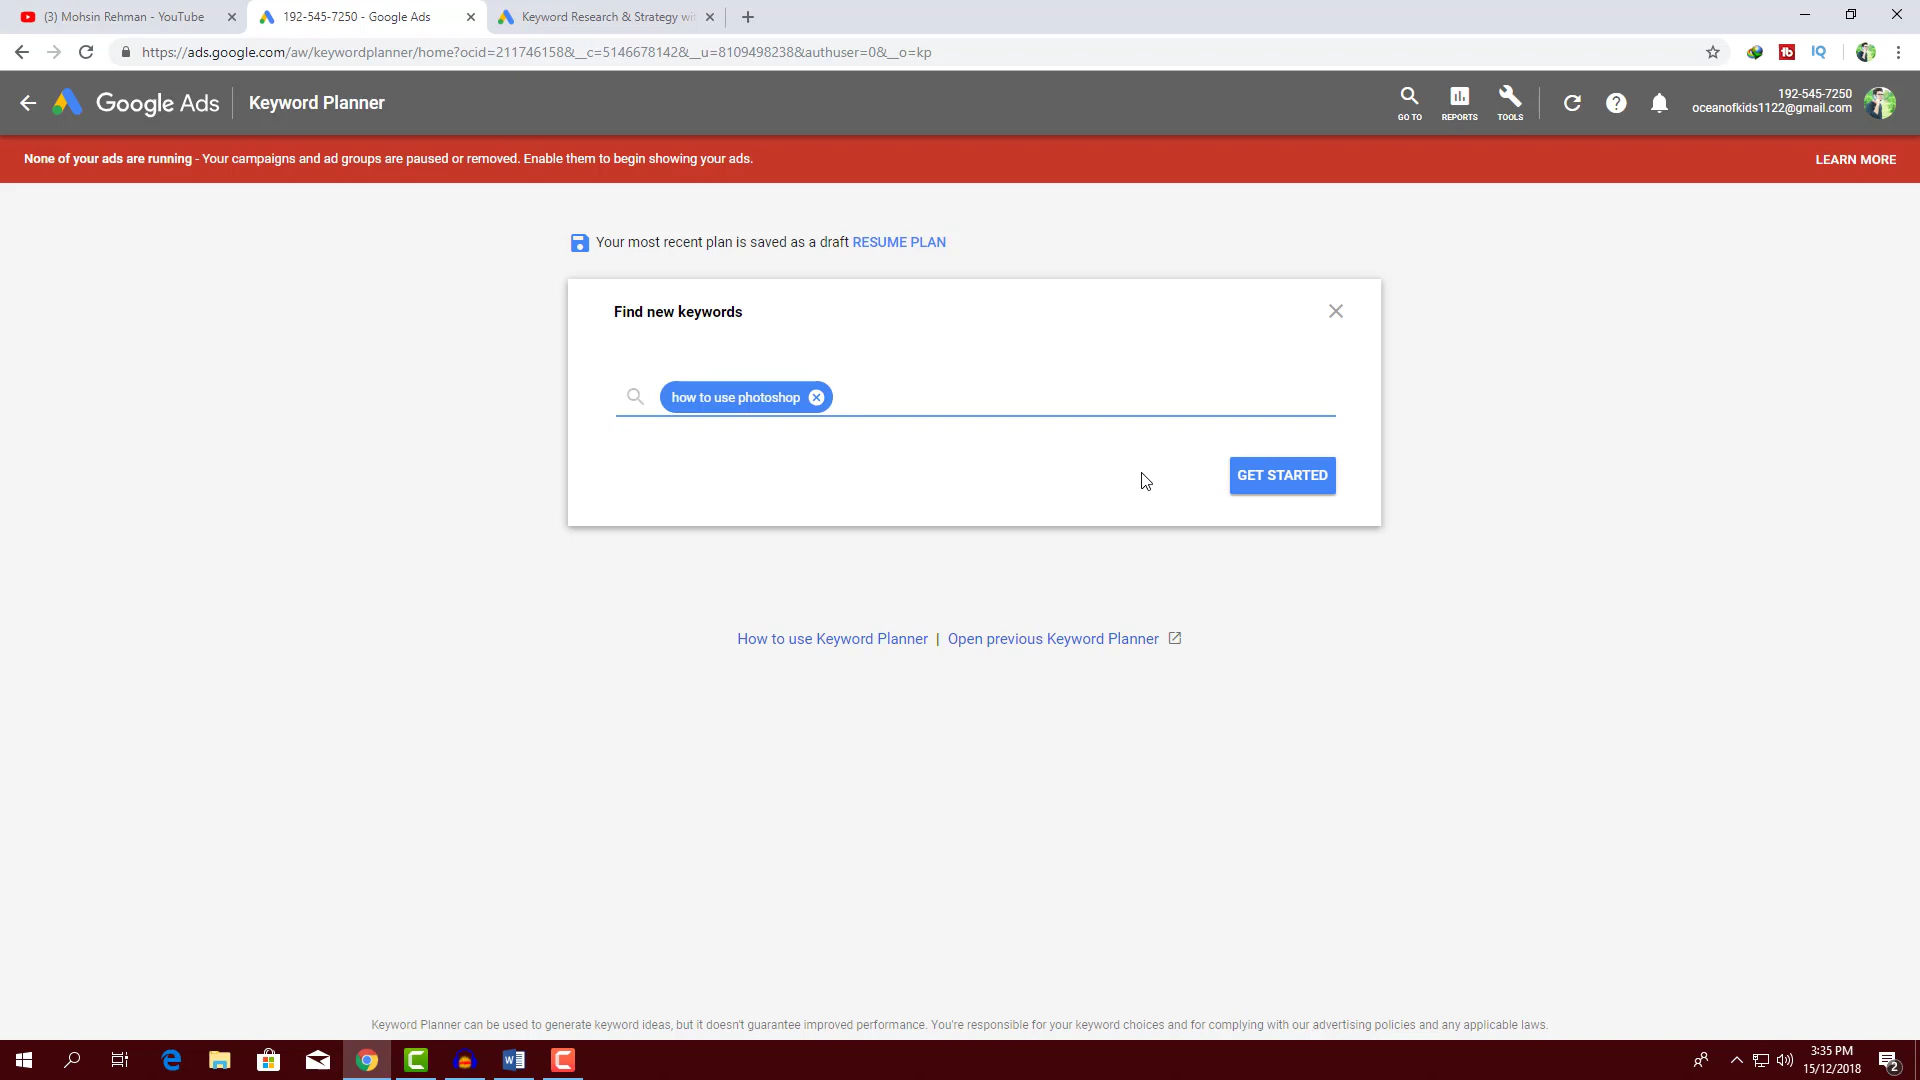 (3) Mohsin Rehman - YouTube
192-545-7250 - Google Ads
Keyword Research & Strategy wit
https://ads.google.com/aw/keywordplanner/home?ocid=211746158&__c=5146678142&__u=8109498238&authuser=0&__o=kp
Google Ads
Keyword Planner
GO TO
REPORTS
TOOLS
192-545-7250
oceanofkids1122@gmail.com
None of your ads are running - Your campaigns and ad groups are paused or removed. Enable them to begin showing your ads.
LEARN MORE
Your most recent plan is saved as a draft RESUME PLAN
Find new keywords
how to use photoshop
GET STARTED
How to use Keyword Planner | Open previous Keyword Planner
Keyword Planner can be used to generate keyword ideas, but it doesn't guarantee improved performance. You're responsible for your keyword choices and for complying with our advertising policies and any applicable laws.
3:35 PM
15/12/2018
2